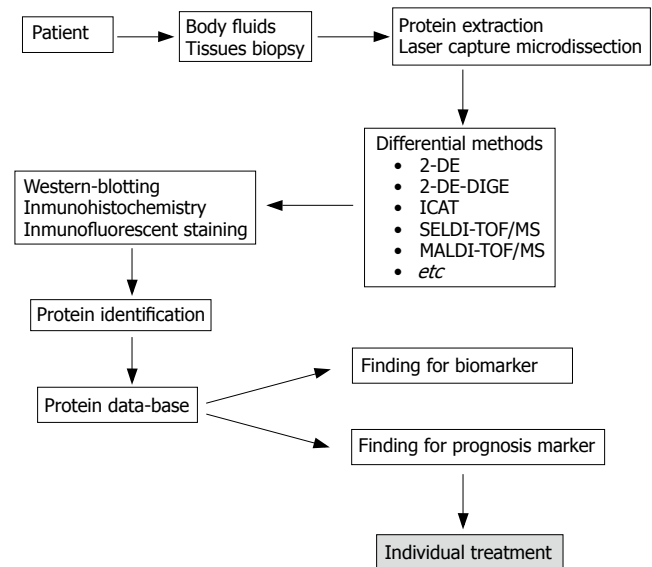 Patient
Body fluids
Tissues biopsy
Protein extraction
Laser capture microdissection
Differential methods
• 2-DE
• 2-DE-DIGE
• ICAT
• SELDI-TOF/MS
• MALDI-TOF/MS
• etc
Western-blotting
Inmunohistochemistry
Inmunofluorescent staining
Protein identification
Protein data-base
Finding for biomarker
Finding for prognosis marker
Individual treatment